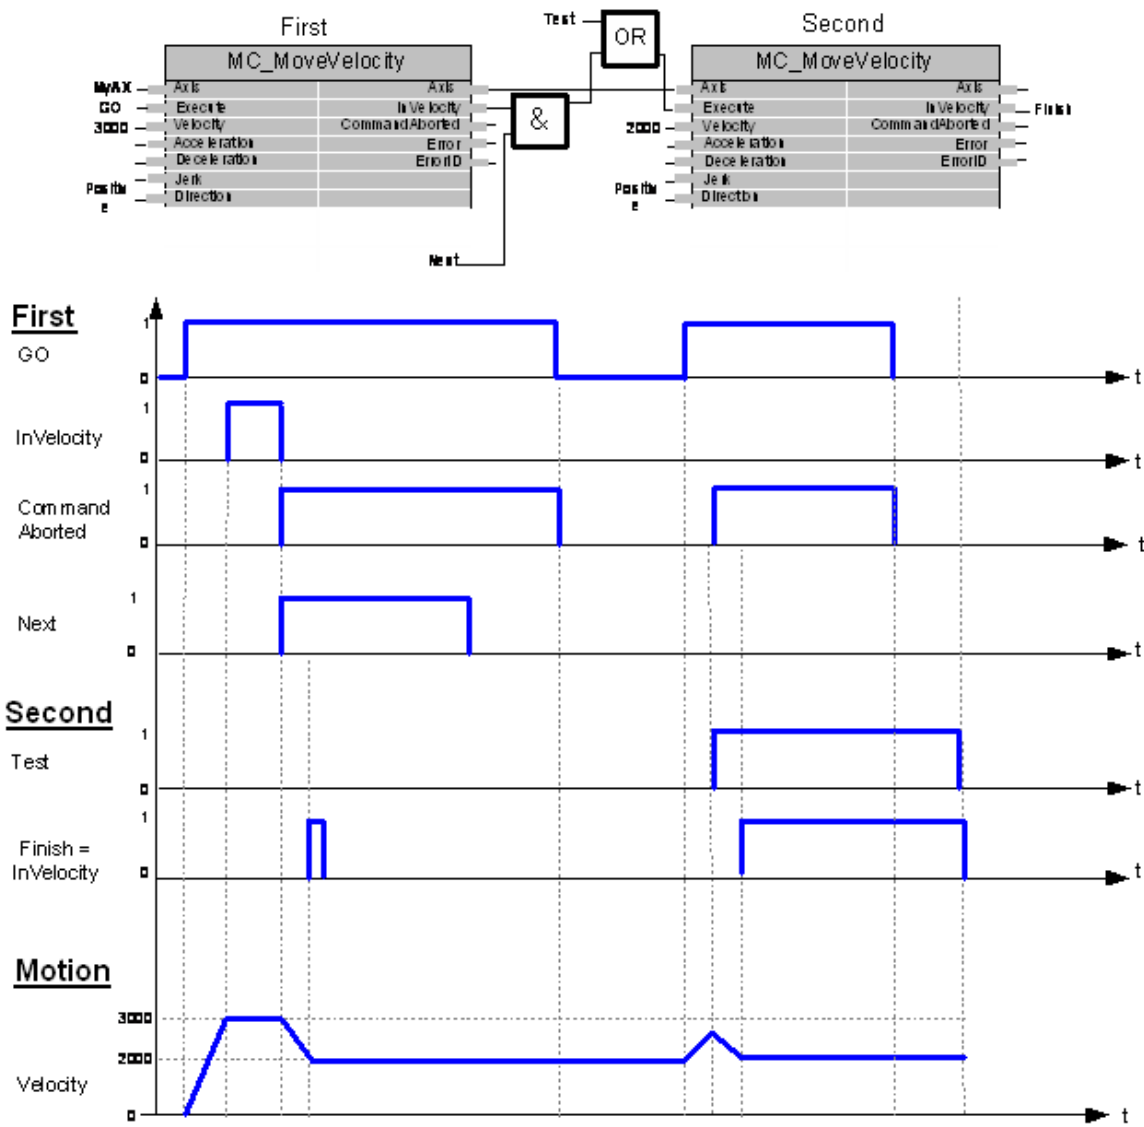 First
Test
OR
Second
MC_MoveVelocity
MC_MoveVelocity
MyAX
Axis
Axis
Axis
Axis
GO
Execute
InVelocity
&
Execute
InVelocity
Finish
3000
Velocity
CommandAborted
2000
Velocity
CommandAborted
Acceleration
Error
Acceleration
Error
Deceleration
ErrorID
Deceleration
ErrorID
Jerk
Jerk
Positiv
e
Direction
Positiv
e
Direction
Next
First
GO
1
0
t
InVelocity
1
0
t
Command
Aborted
1
0
t
Next
1
0
t
Second
Test
1
0
t
Finish =
InVelocity
1
0
t
Motion
3000
2000
Velocity
0
t